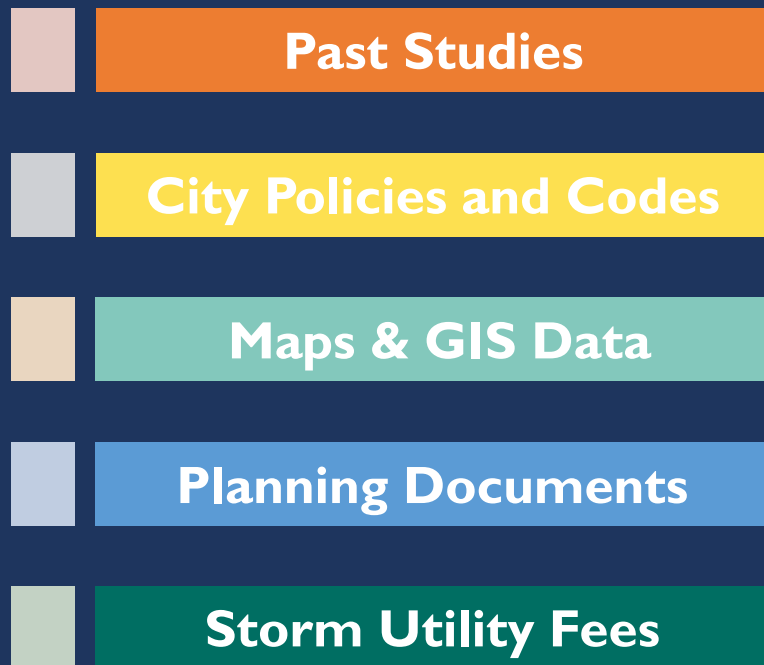 Past Studies
City Policies and Codes
Maps & GIS Data
Planning Documents
Storm Utility Fees